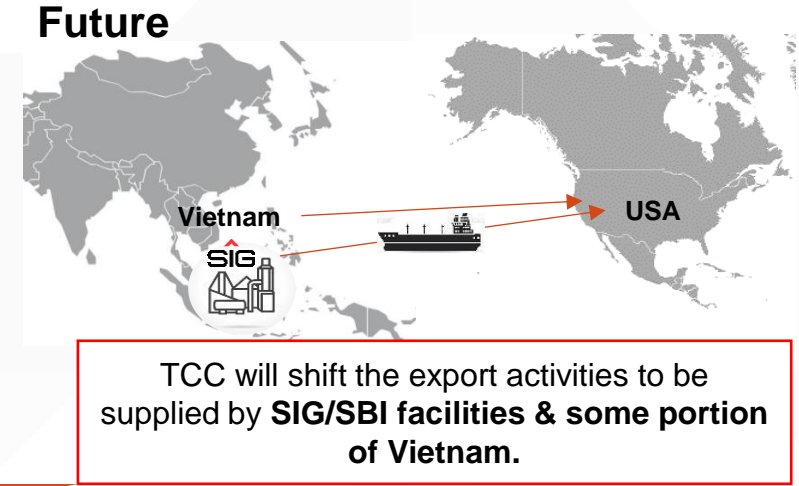 Future
Vietnam
USA
SIG
TCC will shift the export activities to be
supplied by SIG/SBI facilities & some portion
of Vietnam.